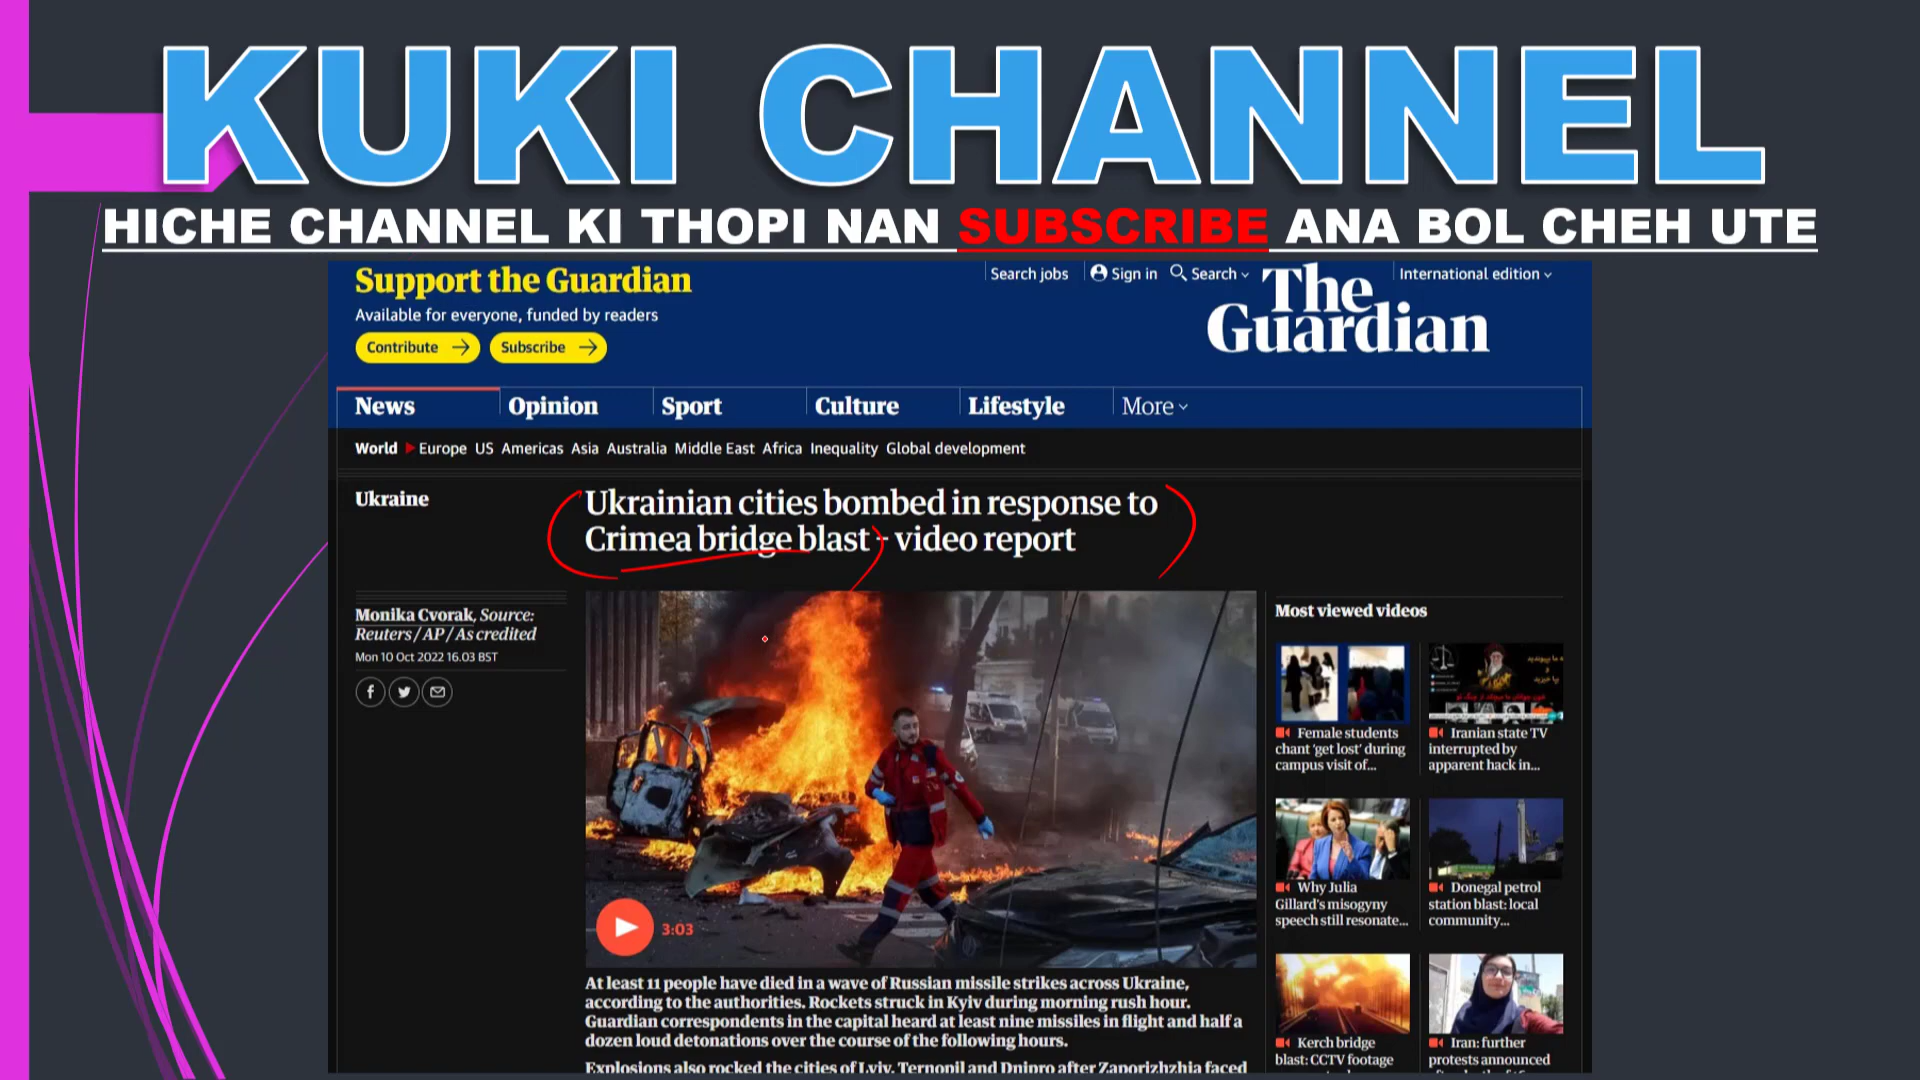 KUKI CHANNEL
HICHE CHANNEL KI THOPI NAN SUBSCRIBE ANA BOL CHEH UTE
Support the Guardian
Available for everyone, funded by readers
Contribute
Subscribe
Search jobs
Sign in
Search
International edition
The
Guardian
News
Opinion
Sport
Culture
Lifestyle
More
World
Europe US Americas Asia Australia Middle East Africa Inequality Global development
Ukraine
Ukrainian cities bombed in response to
Crimea bridge blast – video report
Monika Cvorak, Source:
Reuters / AP / As credited
Mon 10 Oct 2022 16.03 BST
3:03
At least 11 people have died in a wave of Russian missile strikes across Ukraine,
according to the authorities. Rockets struck in Kyiv during morning rush hour.
Guardian correspondents in the capital heard at least nine missiles in flight and half a
dozen loud detonations over the course of the following hours.
Explosions also rocked the cities of Lviv, Ternopil and Dnipro after Zaporizhzhia faced
Most viewed videos
Female students
chant 'get lost' during
campus visit of...
Iranian state TV
interrupted by
apparent hack in...
Why Julia
Gillard's misogyny
speech still resonate...
Donegal petrol
station blast: local
community...
Kerch bridge
blast: CCTV footage
Iran: further
protests announced